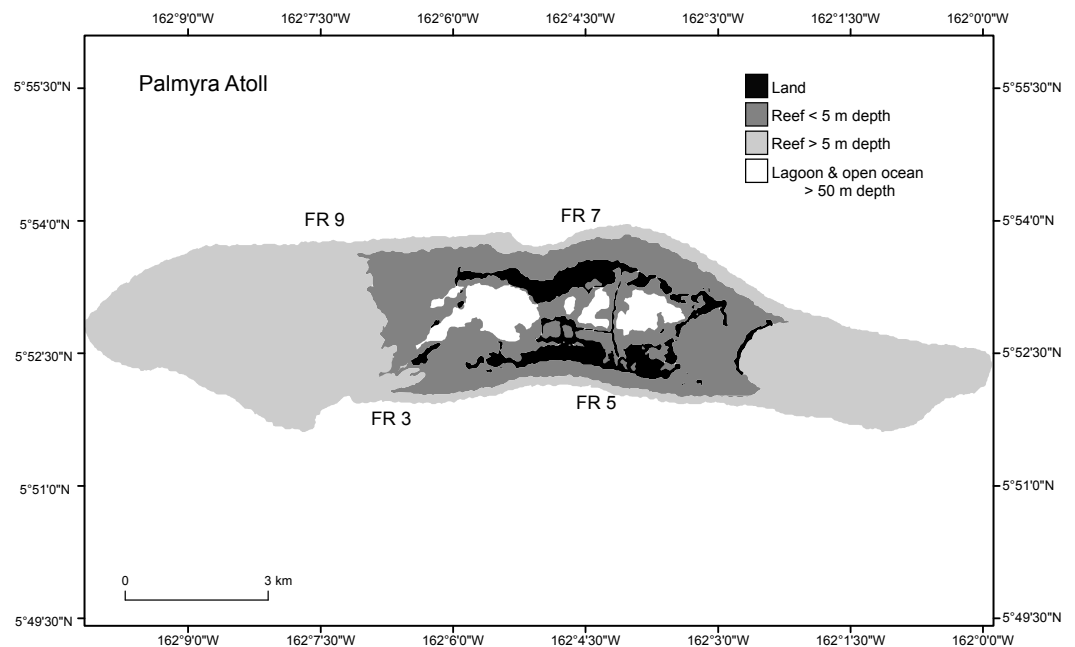 162°9'0"W 162°7'30"W 162°6'0"W 162°4'30"W 162°3'0"W 162°1'30"W 162°0'0"W
5°55'30"N
Palmyra Atoll
Land
Reef < 5 m depth
Reef > 5 m depth
Lagoon & open ocean
> 50 m depth
5°55'30"N
5°54'0"N
FR 9
FR 7
5°54'0"N
5°52'30"N
5°52'30"N
FR 3
FR 5
5°51'0"N
5°51'0"N
0 3 km
5°49'30"N
5°49'30"N
162°9'0"W 162°7'30"W 162°6'0"W 162°4'30"W 162°3'0"W 162°1'30"W 162°0'0"W